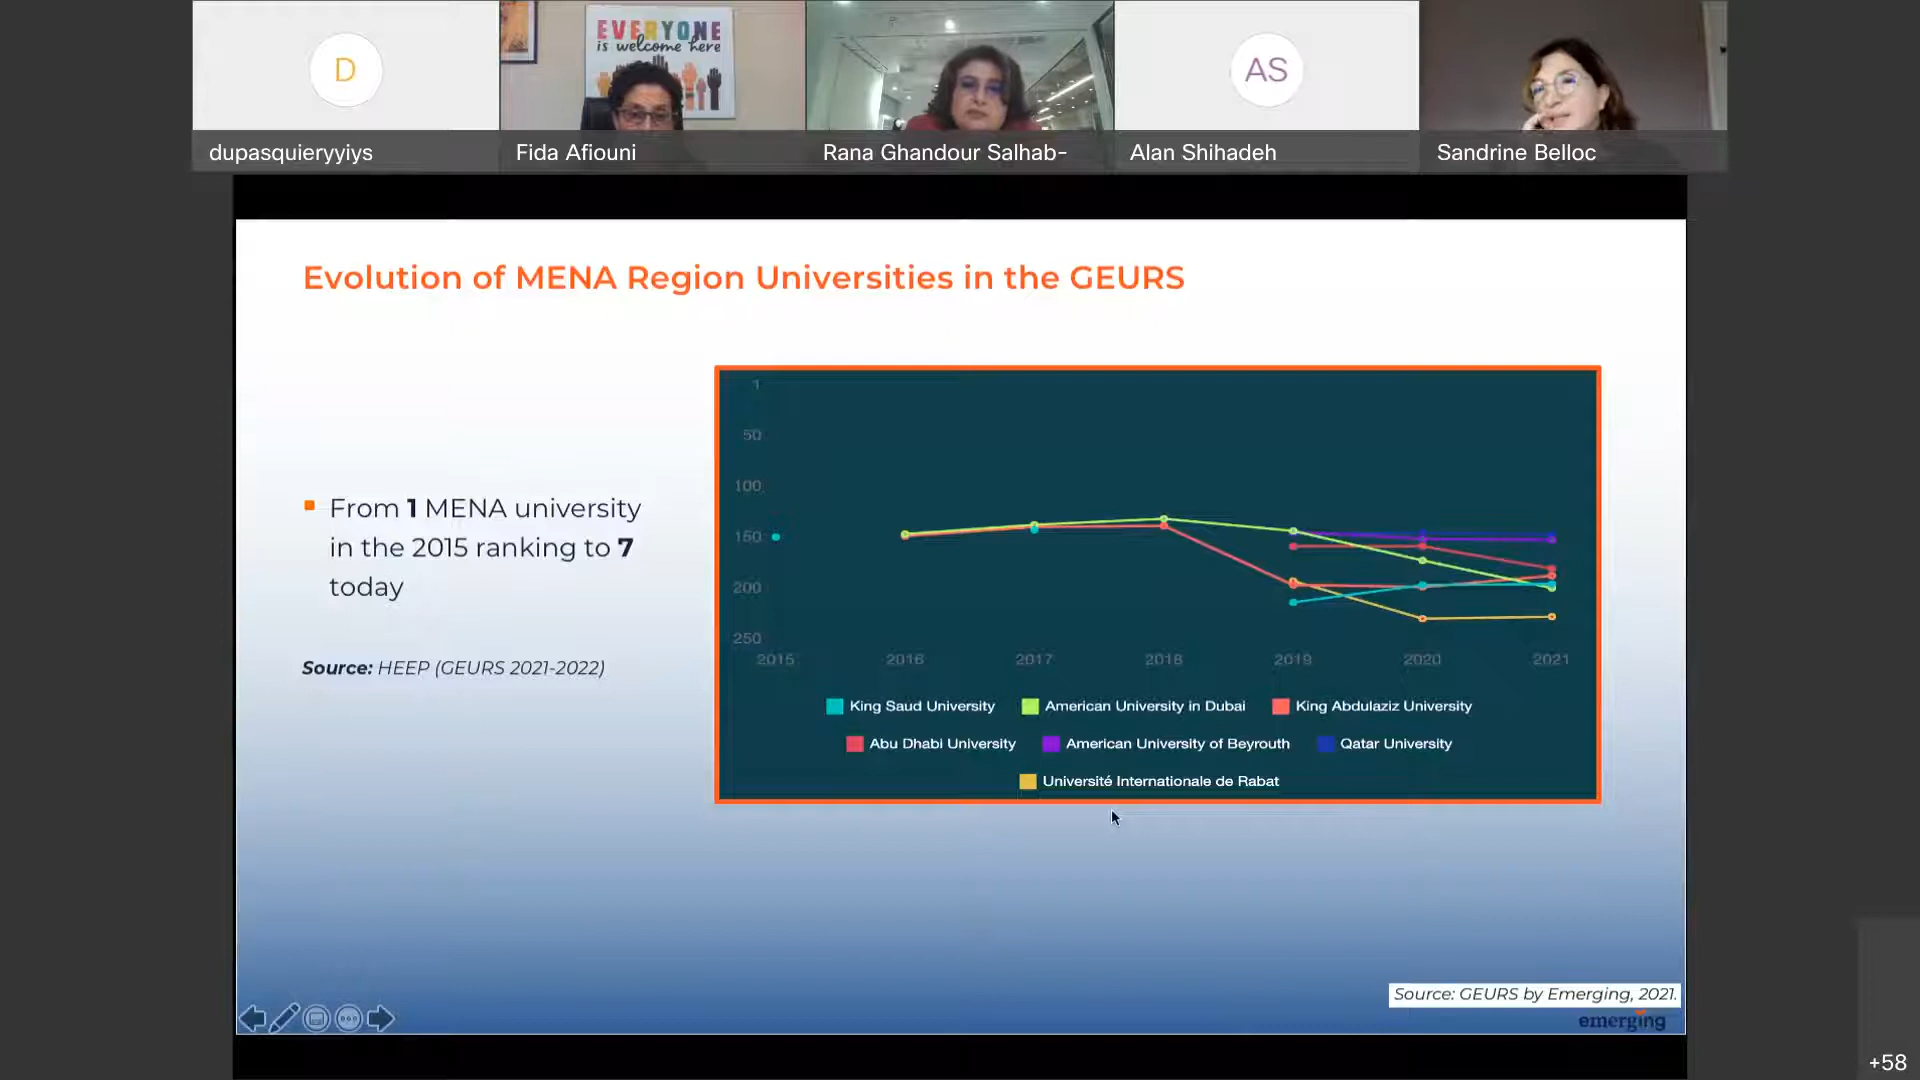 EVERYONE
is welcome here
D
AS
dupasquieryyiys
Fida Afiouni
Rana Ghandour Salhab-
Alan Shihadeh
Sandrine Belloc
Evolution of MENA Region Universities in the GEURS
From 1 MENA university
in the 2015 ranking to 7
today
Source: HEEP (GEURS 2021-2022)
1
50
100
150
200
250
2015 2016 2017 2018 2019 2020 2021
King Saud University American University in Dubai King Abdulaziz University
Abu Dhabi University American University of Beyrouth Qatar University
Université Internationale de Rabat
Source: GEURS by Emerging, 2021.
emerging
+58